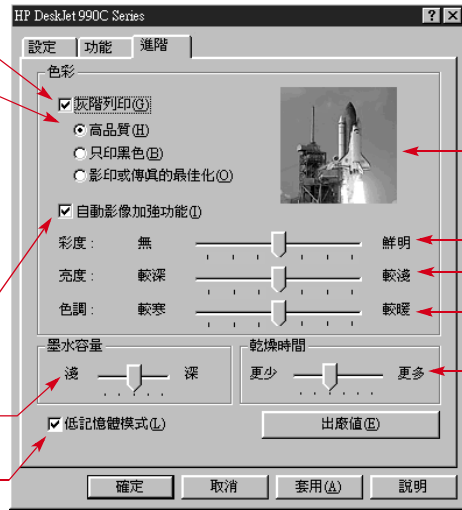 HP DeskJet 990C Series
設定 功能 進階
色彩
灰階列印(G)
高品質(H)
只印黑色(B)
影印或傳真的最佳化(O)
自動影像加強功能(I)
彩度： 無 鮮明
亮度： 較深 較淺
色調： 較寒 較暖
墨水容量 乾燥時間
淺 深 更少 更多
低記憶體模式(L) 出廠值(E)
確定 取消 套用(A) 說明